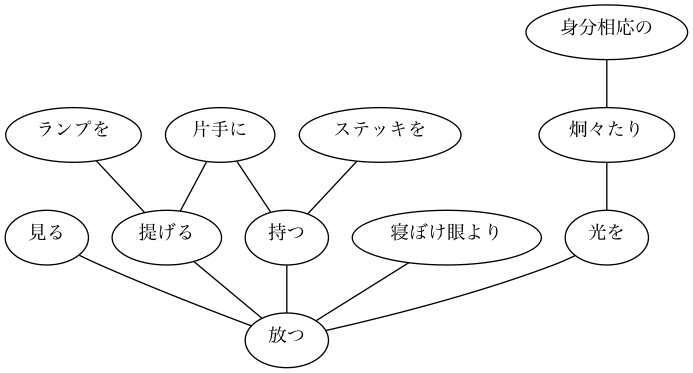 身分相応の
ランプを
片手に
ステッキを
炯々たり
見る
提げる
持つ
寝ぼけ眼より
光を
放つ